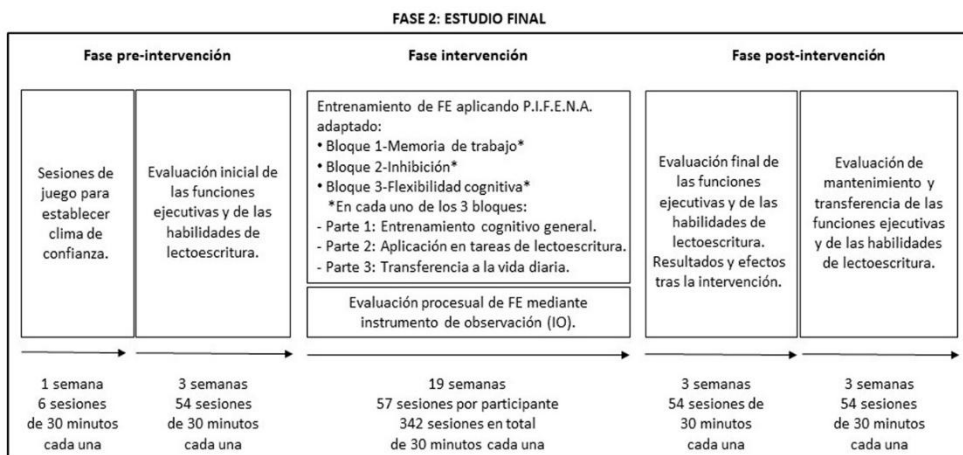 FASE 2: ESTUDIO FINAL
Fase pre-intervención
Fase intervención
Fase post-intervención
Sesiones de
juego para
establecer
clima de
confianza.
Evaluación inicial de
las funciones
ejecutivas y de las
habilidades de
lectoescritura.
Entrenamiento de FE aplicando P.I.F.E.N.A.
adaptado:
• Bloque 1-Memoria de trabajo*
• Bloque 2-Inhibición*
• Bloque 3-Flexibilidad cognitiva*
*En cada uno de los 3 bloques:
- Parte 1: Entrenamiento cognitivo general.
- Parte 2: Aplicación en tareas de lectoescritura.
- Parte 3: Transferencia a la vida diaria.
Evaluación procesual de FE mediante
instrumento de observación (IO).
Evaluación final de
las funciones
ejecutivas y de las
habilidades de
lectoescritura.
Resultados y efectos
tras la intervención.
Evaluación de
mantenimiento y
transferencia de las
funciones ejecutivas
y de las habilidades
de lectoescritura.
1 semana
6 sesiones
de 30 minutos
cada una
3 semanas
54 sesiones
de 30 minutos
cada una
19 semanas
57 sesiones por participante
342 sesiones en total
de 30 minutos cada una
3 semanas
54 sesiones de
30 minutos
cada una
3 semanas
54 sesiones
de 30 minutos
cada una